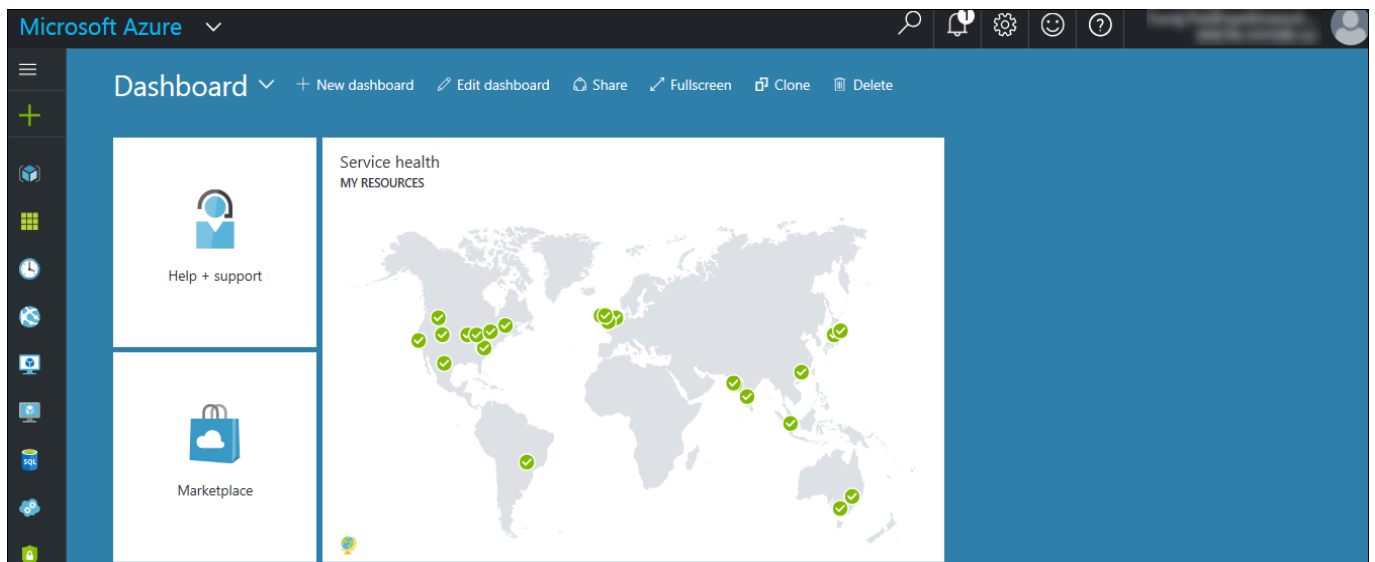 Microsoft Azure
1
Dashboard
New dashboard
Edit dashboard
Share
Fullscreen
Clone
Delete
Service health
MY RESOURCES
Help + support
Marketplace
SQL